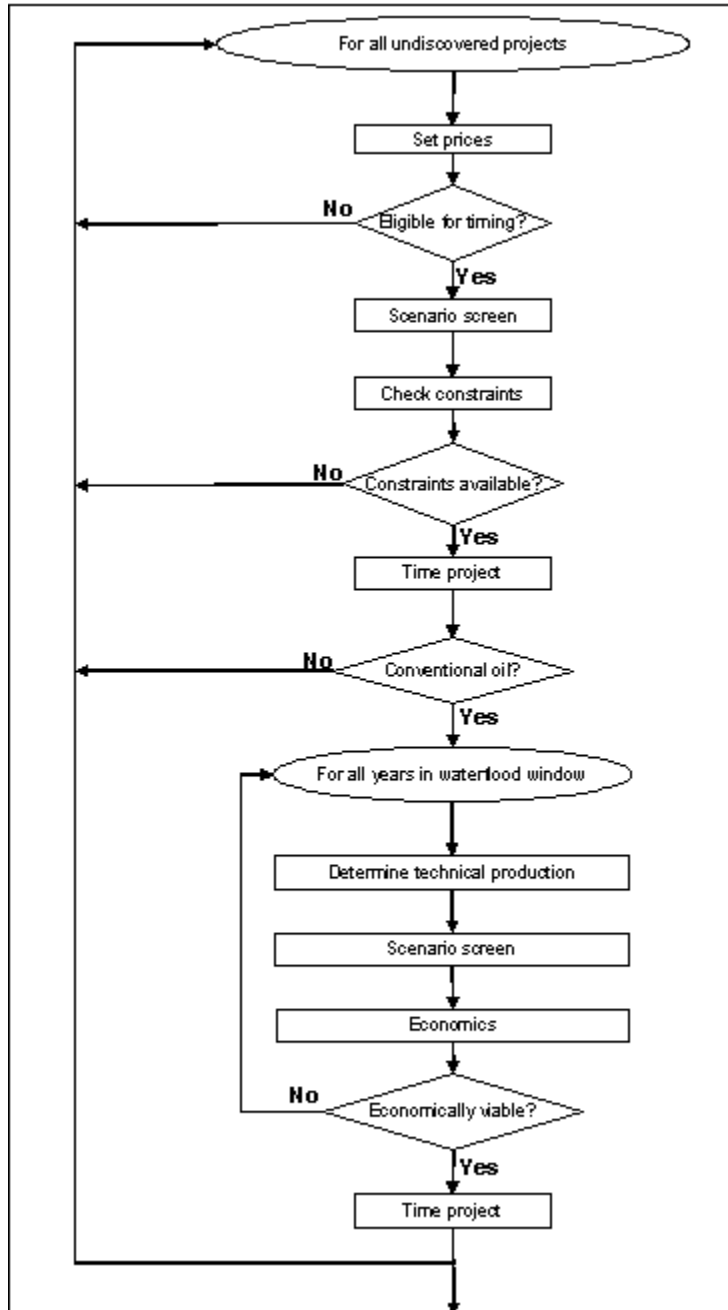 For all undiscovered projects
Set prices
No
Eligible for timing?
Yes
Scenario screen
Check constraints
No
Constraints available?
Yes
Time project
No
Conventional oil?
Yes
For all years in waterflood window
Determine technical production
Scenario screen
Economics
No
Economically viable?
Yes
Time project